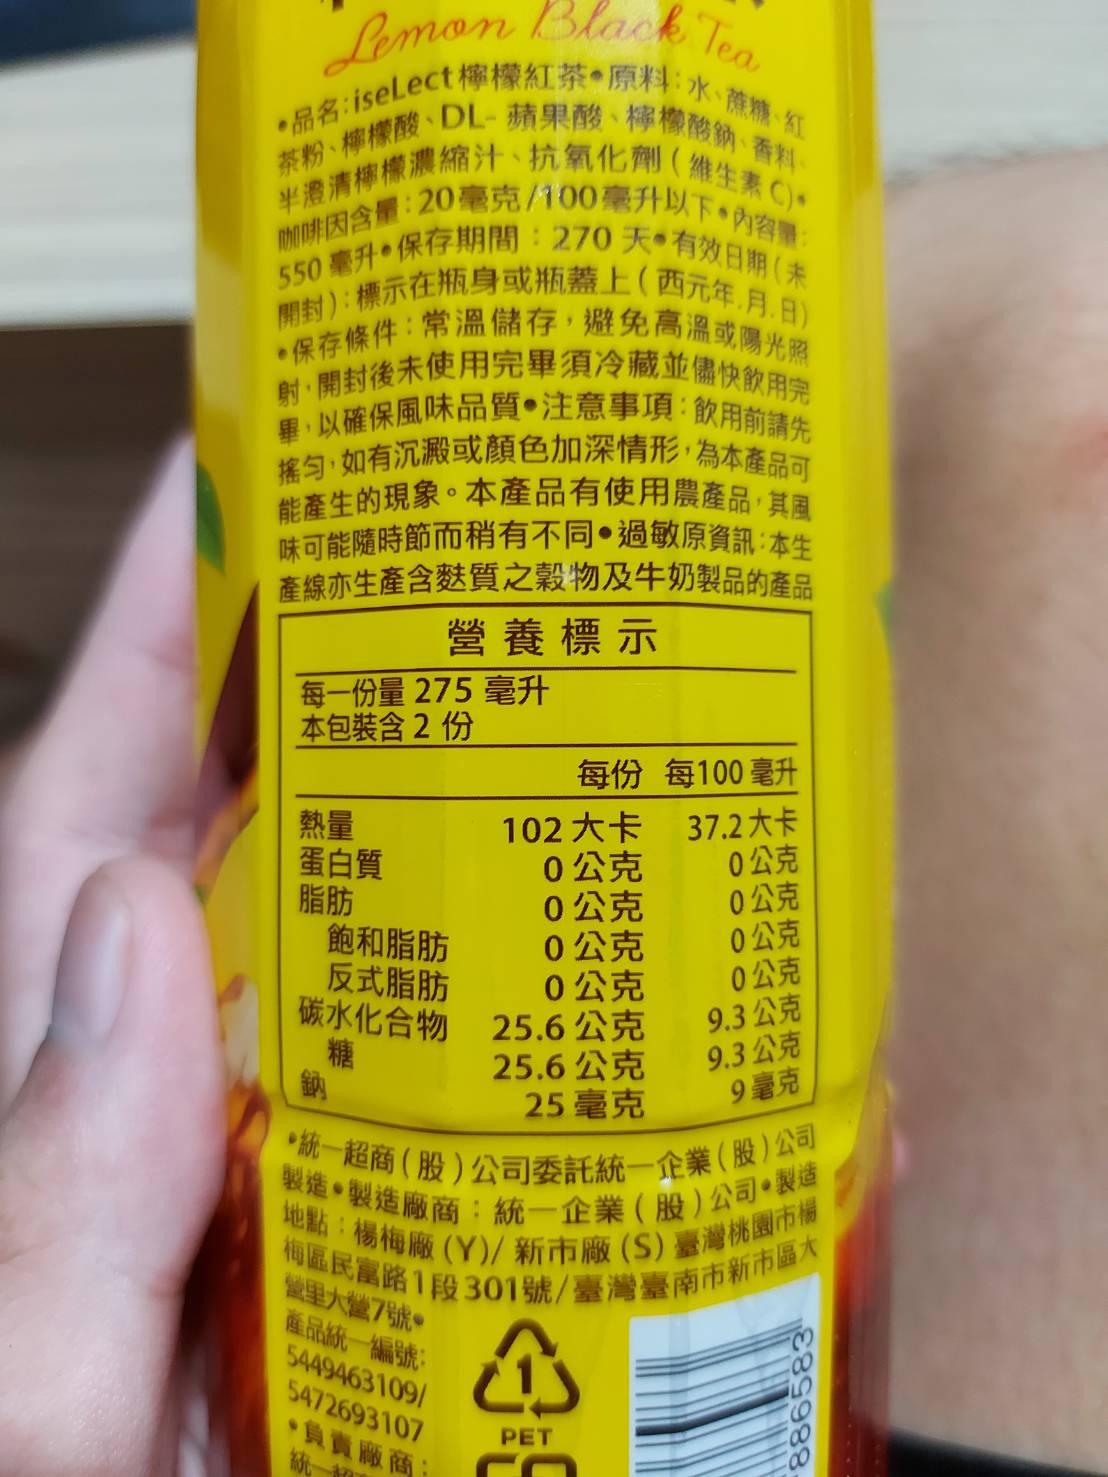 Lemon Black Tea
•品名:iseLect檸檬紅茶•原料:水、蔗糖、紅
茶粉、檸檬酸、DL-蘋果酸、檸檬酸鈉、香料、
半澄清檸檬濃縮汁、抗氧化劑(維生素C)•
咖啡因含量:20毫克/100毫升以下•內容量:
550毫升•保存期間:270天•有效日期(未
開封):標示在瓶身或瓶蓋上(西元年.月.日)
•保存條件:常溫儲存,避免高溫或陽光照
射,開封後未使用完畢須冷藏並儘快飲用完
畢,以確保風味品質•注意事項:飲用前請先
搖勻,如有沉澱或顏色加深情形,為本產品可
能產生的現象。本產品有使用農產品,其風
味可能隨時節而稍有不同•過敏原資訊:本生
產線亦生產含麩質之穀物及牛奶製品的產品
營養標示
每一份量 275 毫升
本包裝含 2 份
每份 每100毫升
熱量 102大卡 37.2大卡
蛋白質 0公克 0公克
脂肪 0公克 0公克
飽和脂肪 0公克 0公克
反式脂肪 0公克 0公克
碳水化合物 25.6公克 9.3公克
糖 25.6公克 9.3公克
鈉 25毫克 9毫克
•統一超商(股)公司委託統一企業(股)公司
製造•製造廠商:統一企業(股)公司•製造
地點:楊梅廠(Y)/新市廠(S)臺灣桃園市楊
梅區民富路1段301號/臺灣臺南市新市區大
營里大營7號•
產品統一編號:
5449463109/
5472693107
•負責廠商:
統一超
1
PET
886583